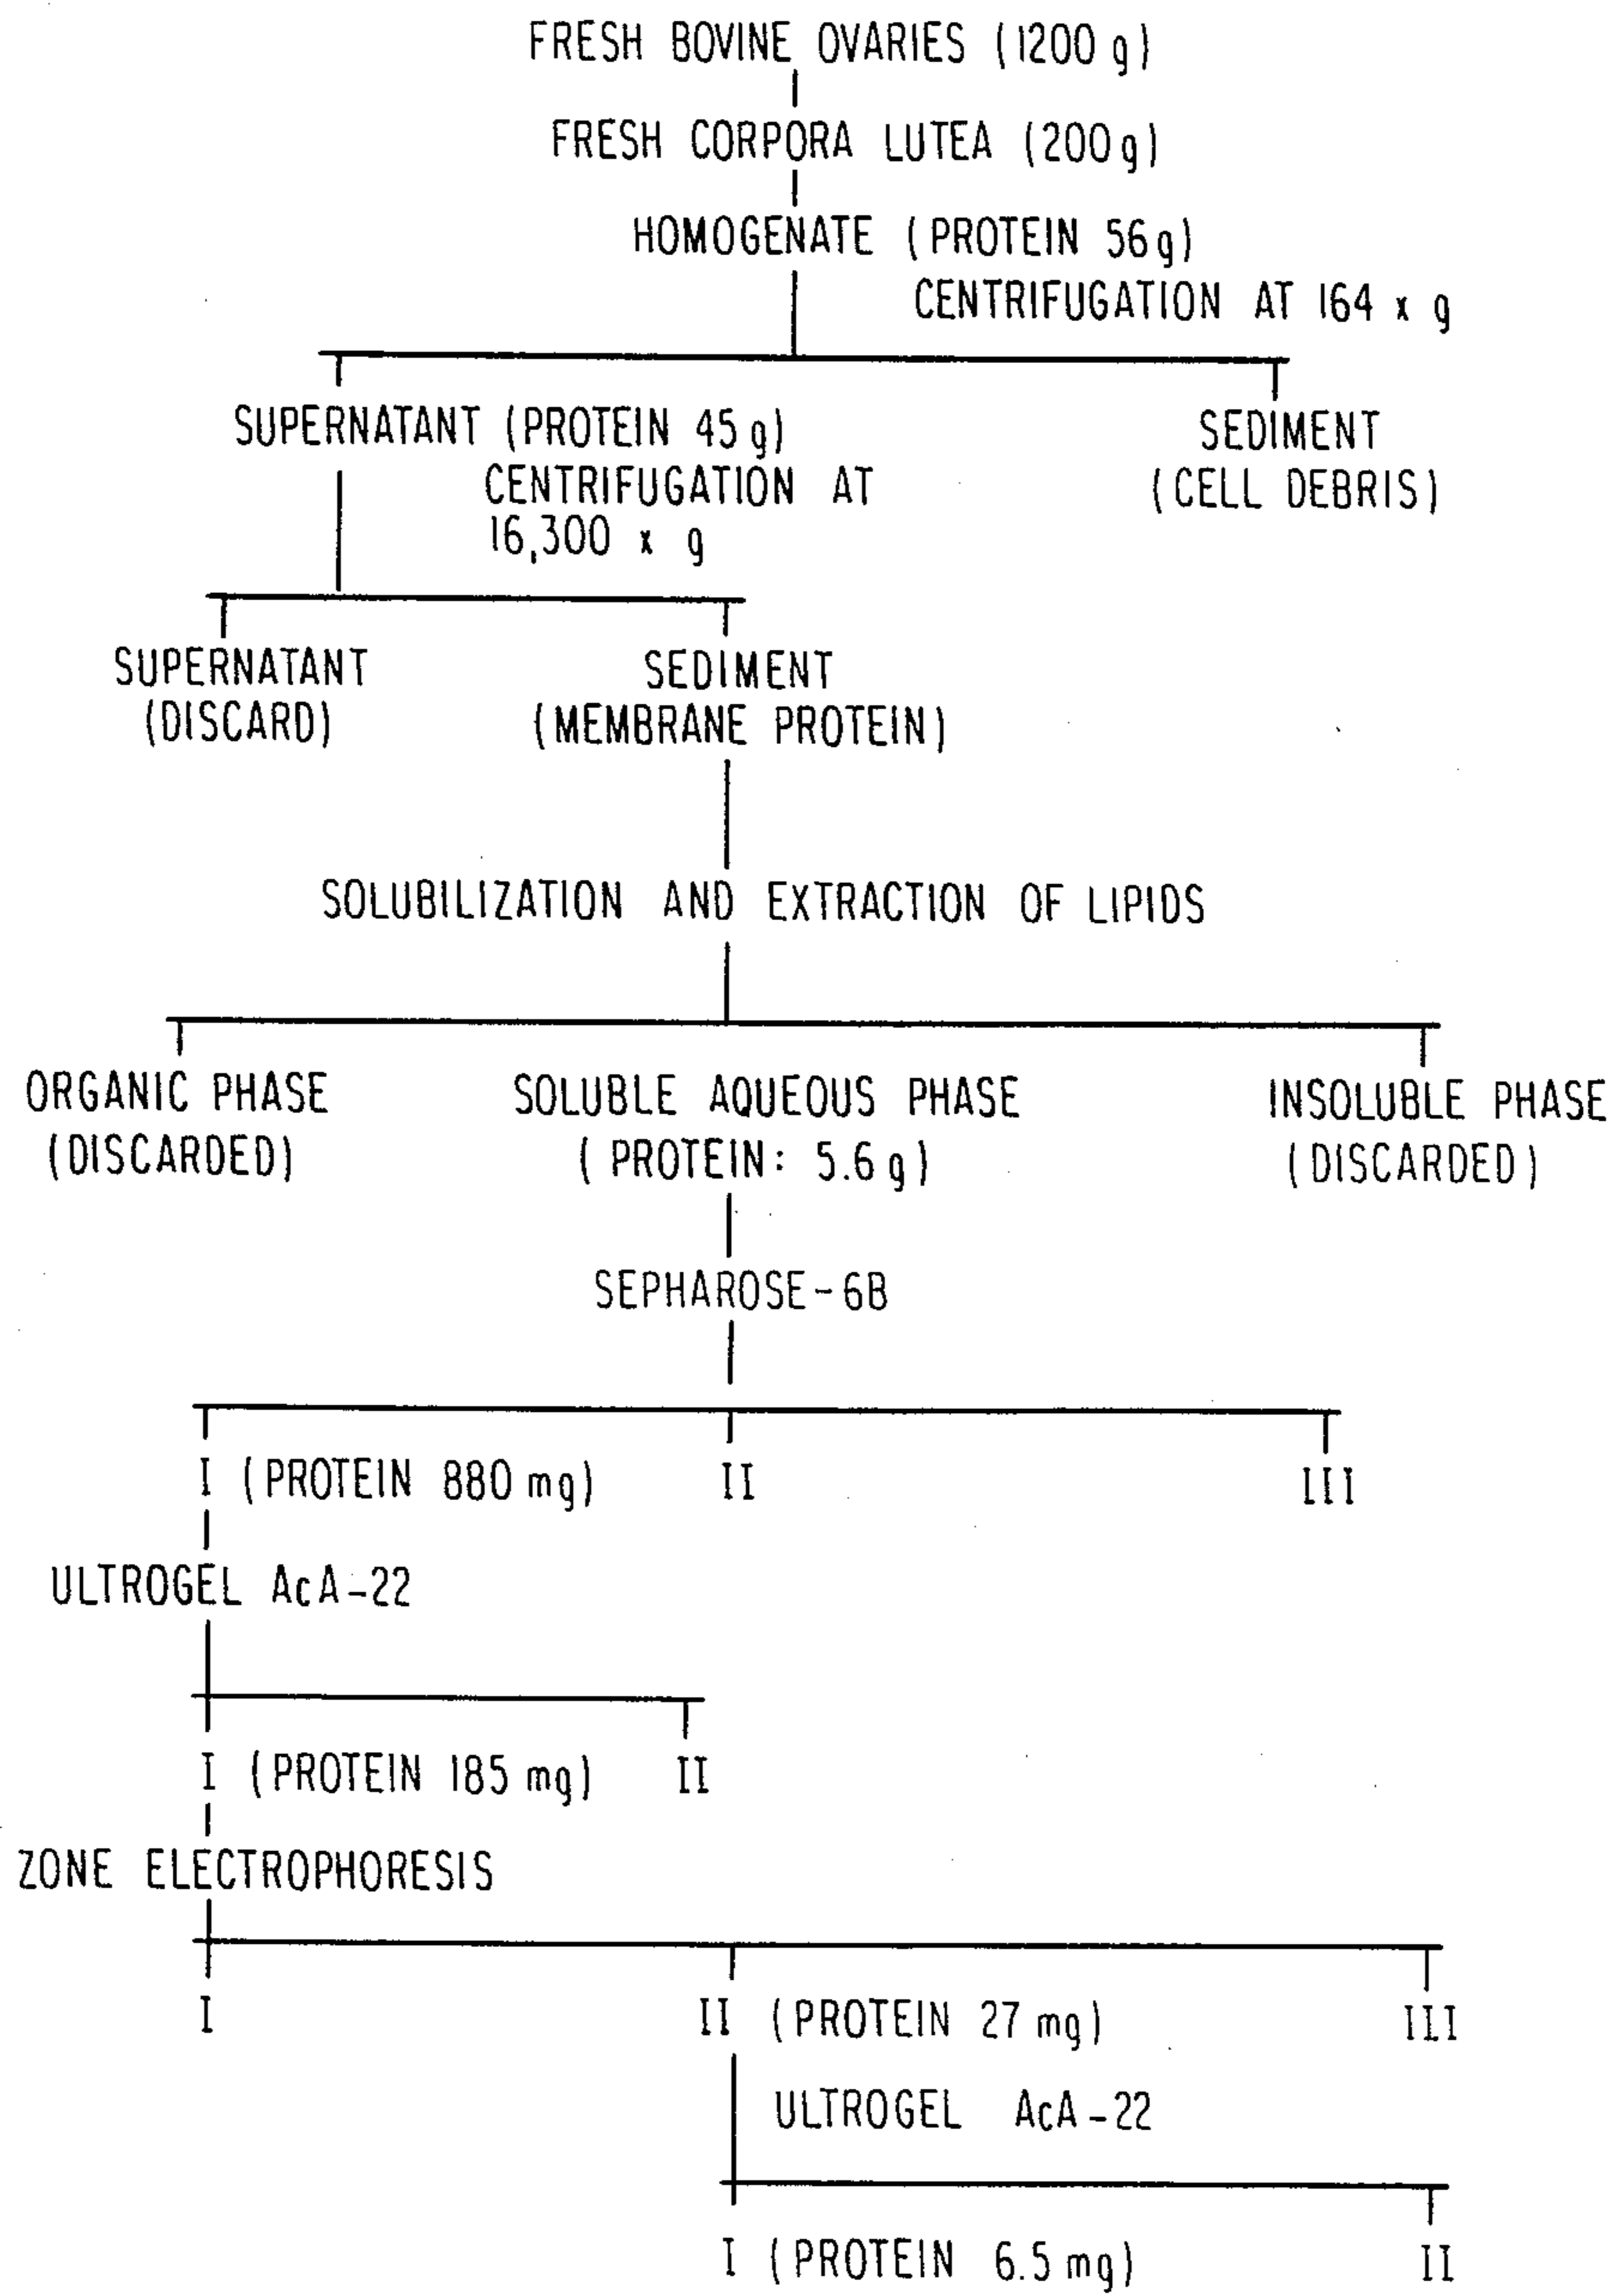 FRESH BOVINE OVARIES (1200 g)
FRESH CORPORA LUTEA (200 g)
HOMOGENATE (PROTEIN 56 g)
CENTRIFUGATION AT 164 x g
SUPERNATANT (PROTEIN 45 g)
CENTRIFUGATION AT
16,300 x g
SEDIMENT
(CELL DEBRIS)
SUPERNATANT
(DISCARD)
SEDIMENT
(MEMBRANE PROTEIN)
SOLUBILIZATION AND EXTRACTION OF LIPIDS
ORGANIC PHASE
(DISCARDED)
SOLUBLE AQUEOUS PHASE
(PROTEIN: 5.6 g)
INSOLUBLE PHASE
(DISCARDED)
SEPHAROSE-6B
I (PROTEIN 880 mg)
II
III
ULTROGEL AcA-22
I (PROTEIN 185 mg)
II
ZONE ELECTROPHORESIS
I
II (PROTEIN 27 mg)
III
ULTROGEL AcA-22
I (PROTEIN 6.5 mg)
II